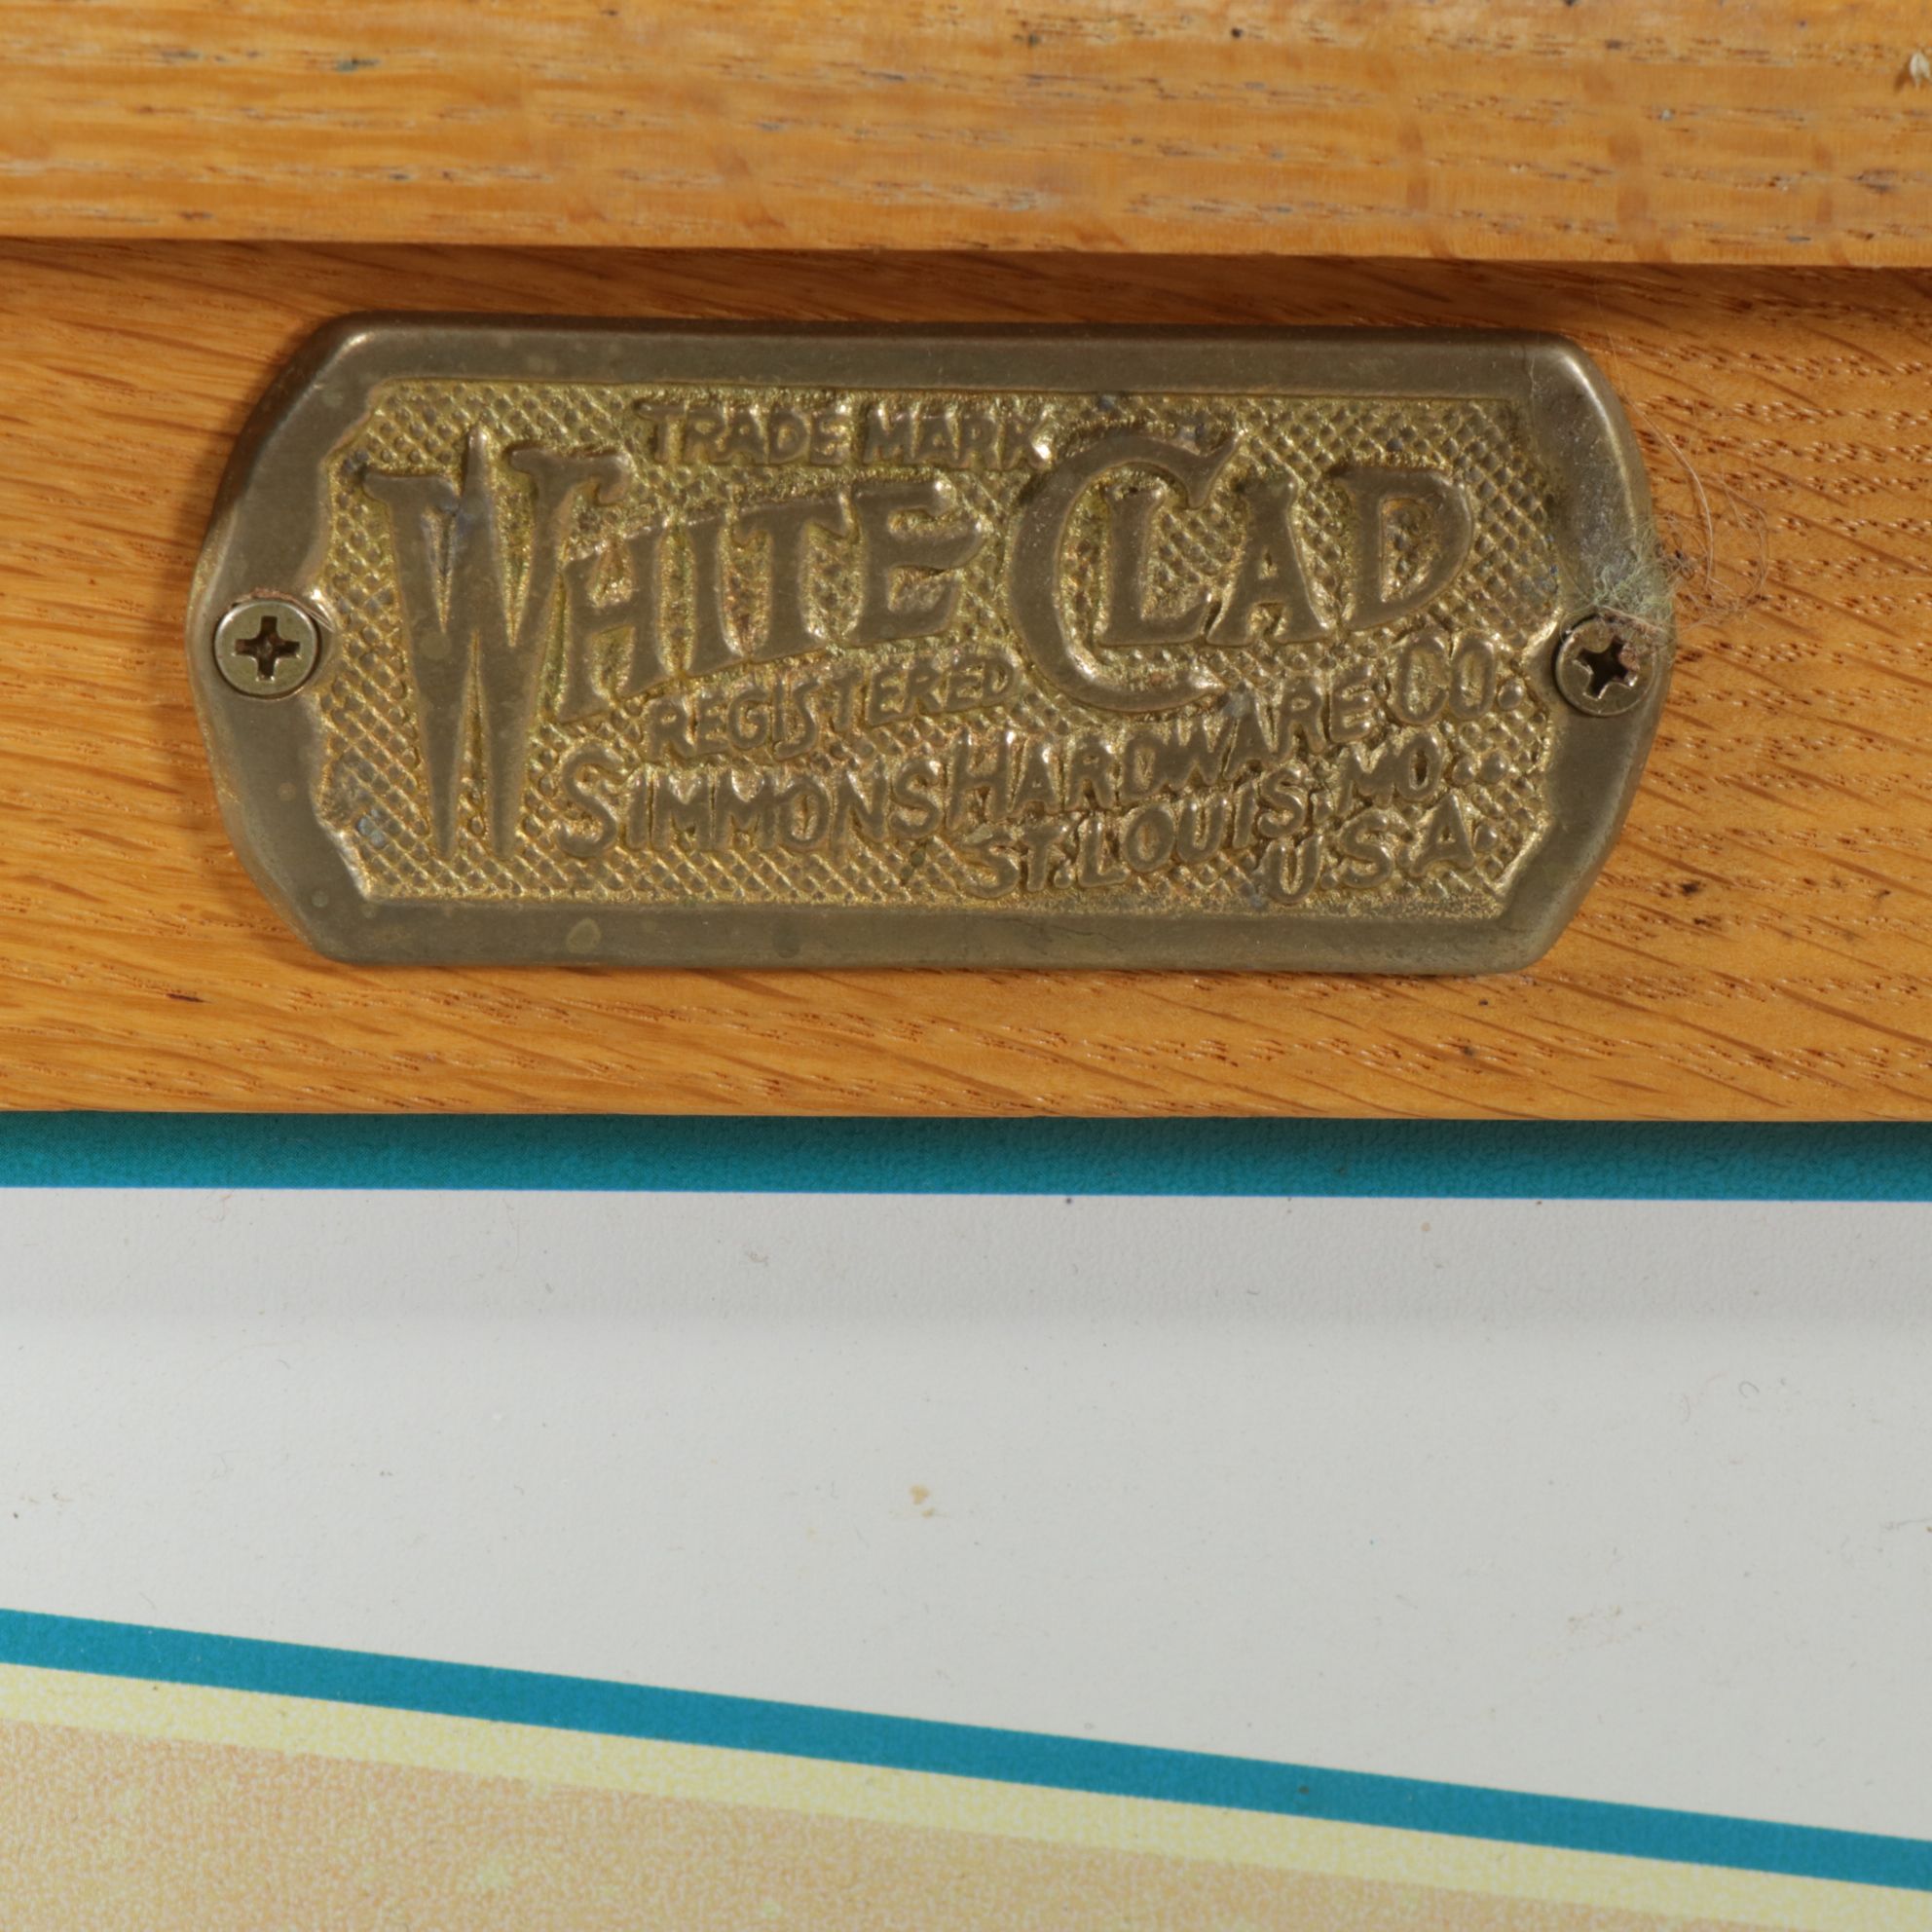 TRADE MARK
WHITE CLAD
REGISTERED
SIMMONS HARDWARE CO.
ST. LOUIS, MO.
U.S.A.